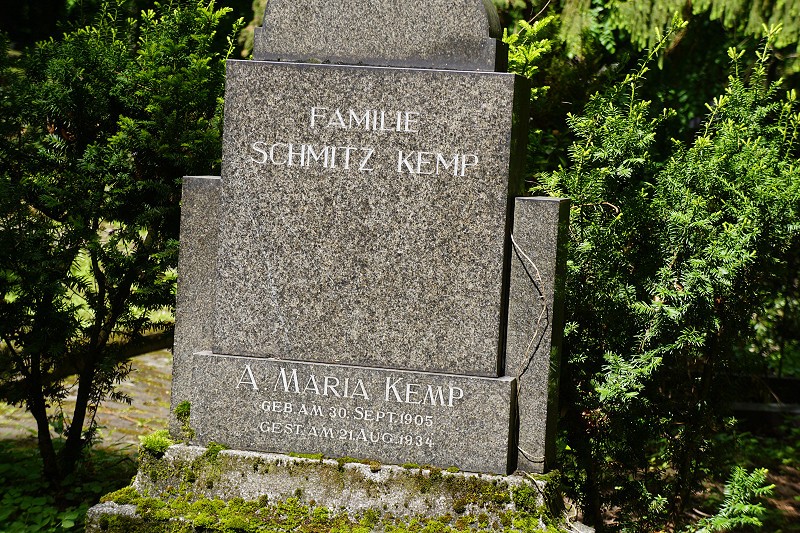 FAMILIE
SCHMITZ KEMP
A. MARIA KEMP
GEB AM 30. SEPT. 1905
GEST. AM 21 AUG. 1934